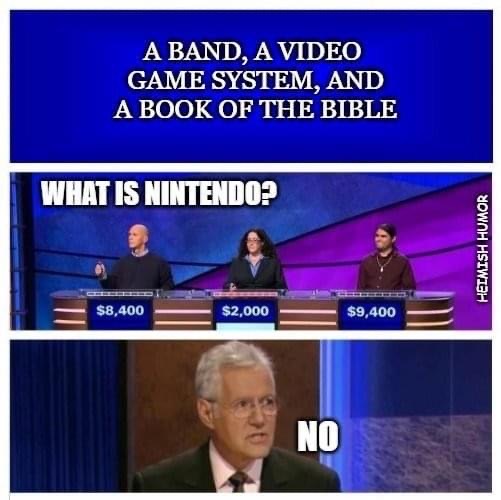 A BAND, A VIDEO
GAME SYSTEM, AND
A BOOK OF THE BIBLE
WHAT IS NINTENDO?
HEIMISH HUMOR
$8,400
$2,000
$9,400
NO